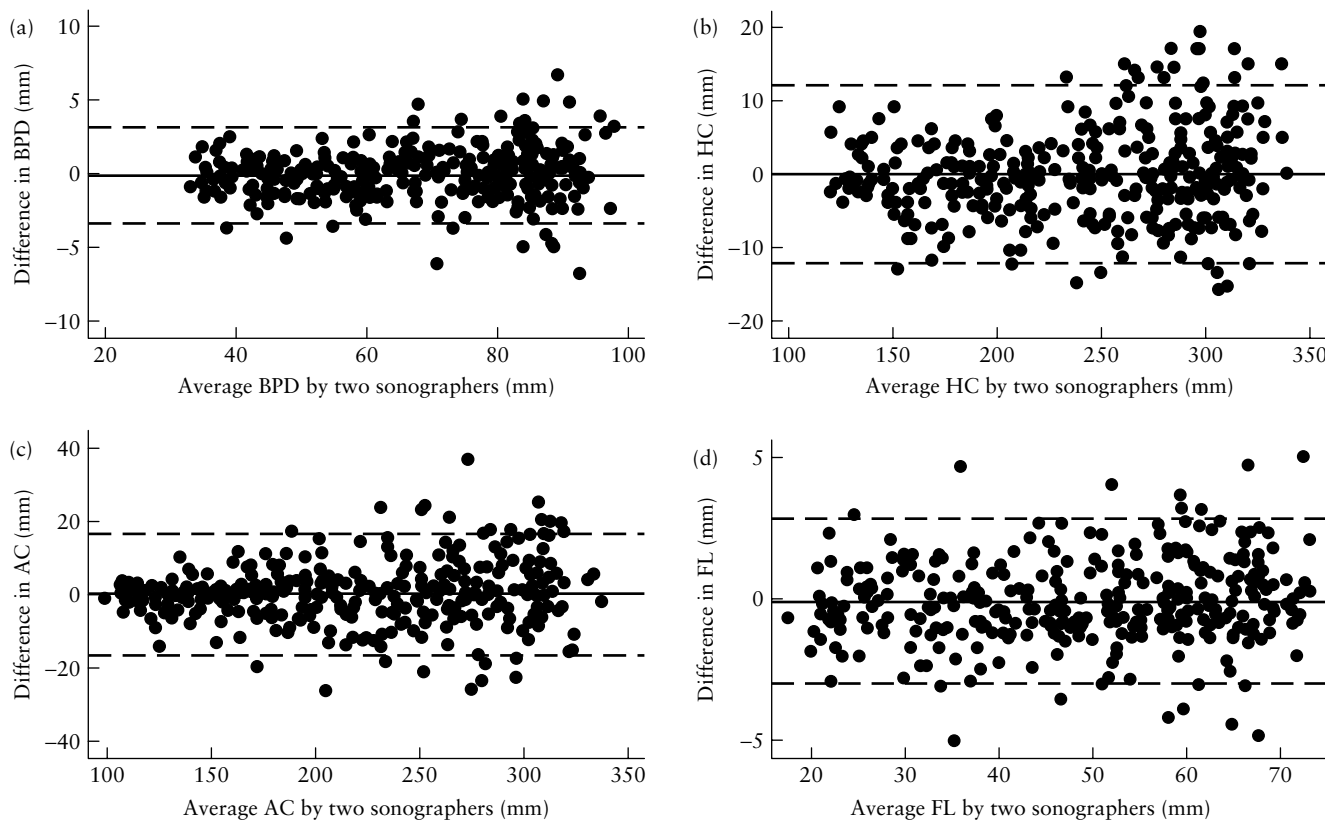 (a)
10
5
0
−5
−10
Difference in BPD (mm)
20 40 60 80 100
Average BPD by two sonographers (mm)
(b)
20
10
0
−10
−20
Difference in HC (mm)
100 150 200 250 300 350
Average HC by two sonographers (mm)
(c)
40
20
0
−20
−40
Difference in AC (mm)
100 150 200 250 300 350
Average AC by two sonographers (mm)
(d)
5
0
−5
Difference in FL (mm)
20 30 40 50 60 70
Average FL by two sonographers (mm)